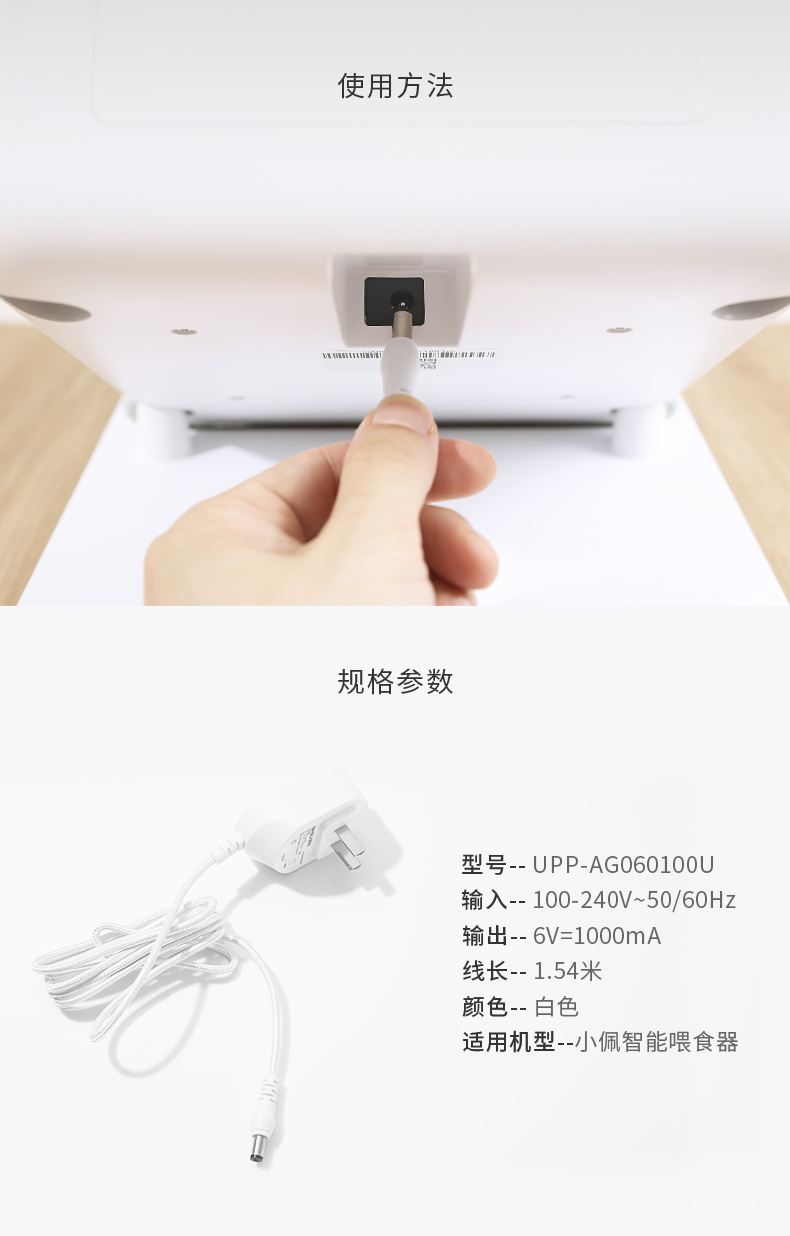 使用方法
规格参数
型号-- UPP-AG060100U
输入-- 100-240V~50/60Hz
输出-- 6V=1000mA
线长-- 1.54米
颜色-- 白色
适用机型--小佩智能喂食器